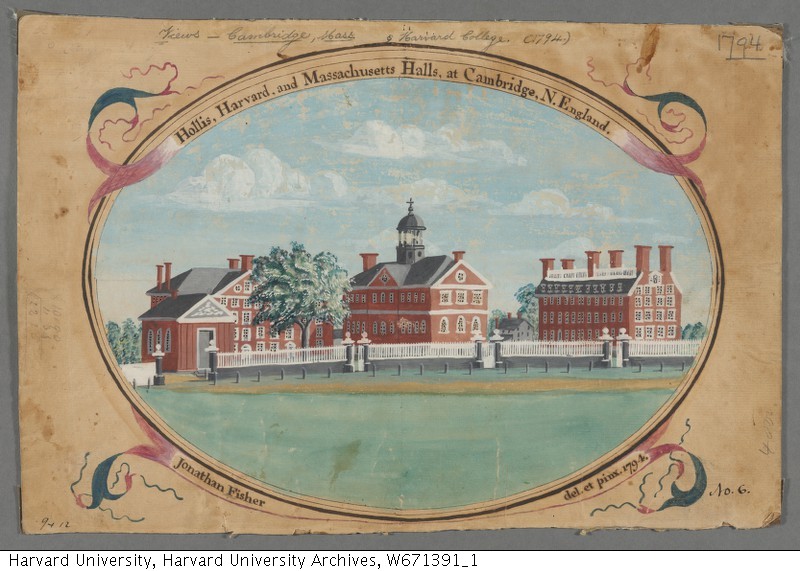 Views – Cambridge, Mass & Harvard College. (1794)
1794
Hollis, Harvard, and Massachusetts Halls, at Cambridge, N. England.
Jonathan Fisher
del. et pinx. 1794.
No. 6.
Harvard University, Harvard University Archives, W671391_1